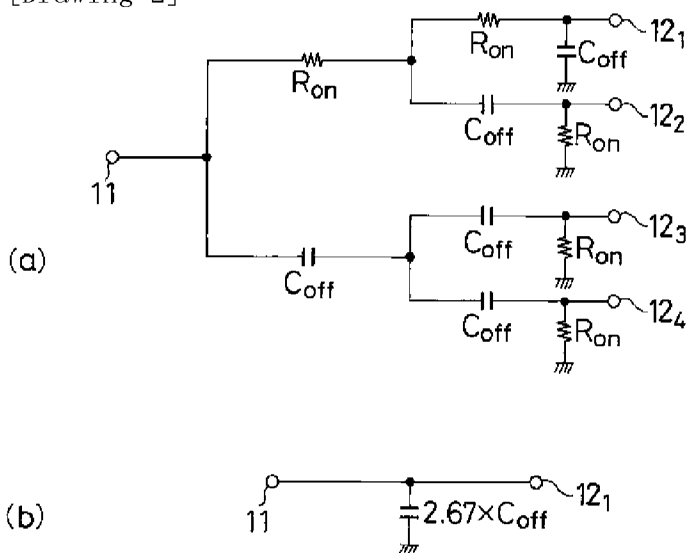 [Drawing 2]
Ron
12₁
Coff
Ron
12₂
Coff
Ron
11
12₃
Coff
Ron
(a)
Coff
12₄
Coff
Ron
(b)
11
2.67×Coff
12₁